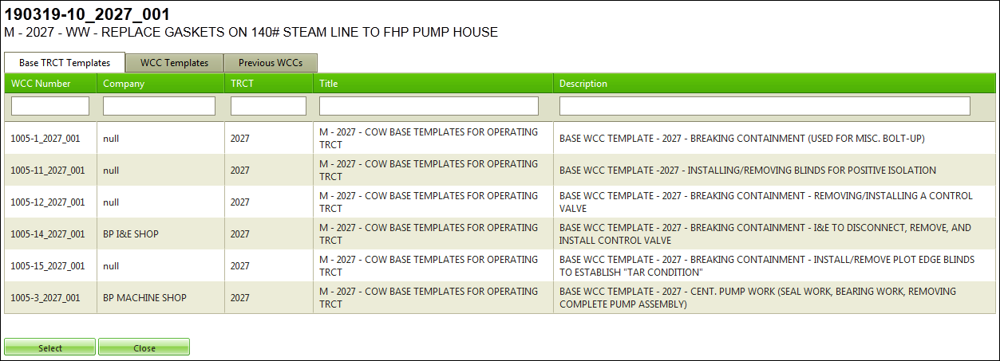 190319-10_2027_001
M - 2027 - WW - REPLACE GASKETS ON 140# STEAM LINE TO FHP PUMP HOUSE
Base TRCT Templates WCC Templates Previous WCCs
WCC Number Company TRCT Title Description
1005-1_2027_001 null 2027 M - 2027 - COW BASE TEMPLATES FOR OPERATING TRCT BASE WCC TEMPLATE - 2027 - BREAKING CONTAINMENT (USED FOR MISC. BOLT-UP)
1005-11_2027_001 null 2027 M - 2027 - COW BASE TEMPLATES FOR OPERATING TRCT BASE WCC TEMPLATE -2027 - INSTALLING/REMOVING BLINDS FOR POSITIVE ISOLATION
1005-12_2027_001 null 2027 M - 2027 - COW BASE TEMPLATES FOR OPERATING TRCT BASE WCC TEMPLATE - 2027 - BREAKING CONTAINMENT - REMOVING/INSTALLING A CONTROL VALVE
1005-14_2027_001 BP I&E SHOP 2027 M - 2027 - COW BASE TEMPLATES FOR OPERATING TRCT BASE WCC TEMPLATE - 2027 - BREAKING CONTAINMENT - I&E TO DISCONNECT, REMOVE, AND INSTALL CONTROL VALVE
1005-15_2027_001 null 2027 M - 2027 - COW BASE TEMPLATES FOR OPERATING TRCT BASE WCC TEMPLATE - 2027 - BREAKING CONTAINMENT - INSTALL/REMOVE PLOT EDGE BLINDS TO ESTABLISH "TAR CONDITION"
1005-3_2027_001 BP MACHINE SHOP 2027 M - 2027 - COW BASE TEMPLATES FOR OPERATING TRCT BASE WCC TEMPLATE - 2027 - CENT. PUMP WORK (SEAL WORK, BEARING WORK, REMOVING COMPLETE PUMP ASSEMBLY)
Select Close